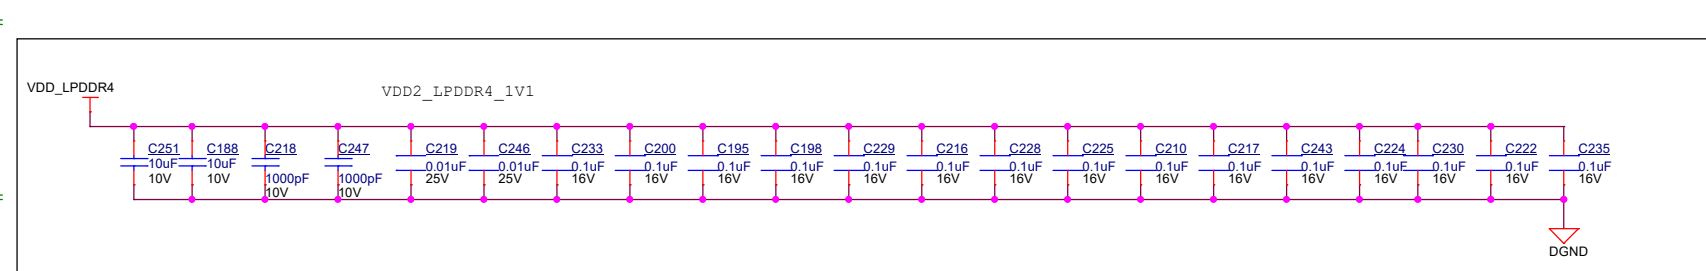 VDD_LPDDR4
VDD2_LPDDR4_1V1
C251 C188 C218 C247 C219 C246 C233 C200 C195 C198 C229 C216 C228 C225 C210 C217 C243 C224 C230 C222 C235
10uF 10uF 1000pF 1000pF 0.01uF 0.01uF 0.1uF 0.1uF 0.1uF 0.1uF 0.1uF 0.1uF 0.1uF 0.1uF 0.1uF 0.1uF 0.1uF 0.1uF 0.1uF 0.1uF 0.1uF
10V 10V 10V 10V 25V 25V 16V 16V 16V 16V 16V 16V 16V 16V 16V 16V 16V 16V 16V 16V 16V
DGND